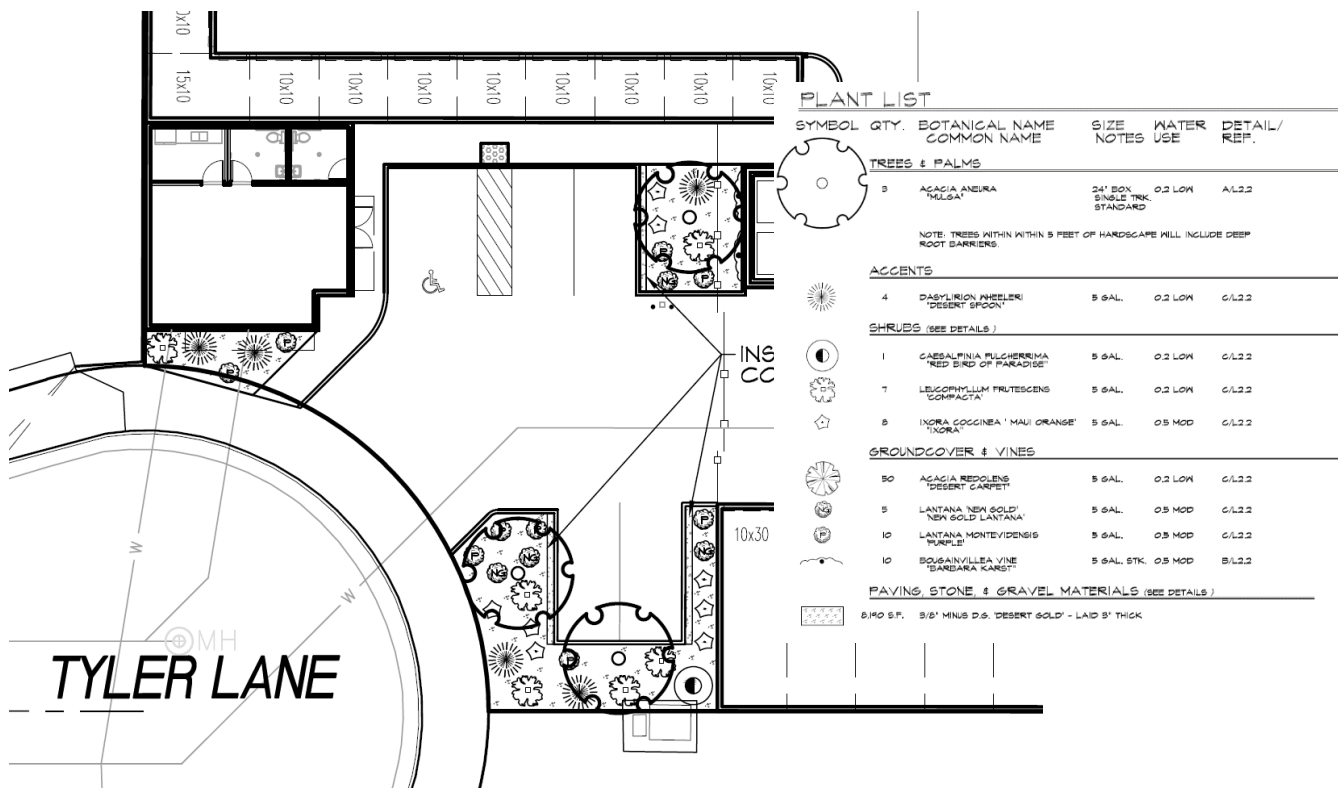 10x10
15x10
10x10
10x10
10x10
10x10
10x10
10x10
10x10
10x10
PLANT LIST
SYMBOL QTY. BOTANICAL NAME SIZE WATER DETAIL/
COMMON NAME NOTES USE REF.
TREES & PALMS
3 ACACIA ANEURA 24" BOX 0.2 LOW A/L2.2
"MULGA" SINGLE TRK.
STANDARD
NOTE: TREES WITHIN WITHIN 5 FEET OF HARDSCAPE WILL INCLUDE DEEP
ROOT BARRIERS.
ACCENTS
4 DASYLIRION WHEELERI 5 GAL. 0.2 LOW C/L2.2
"DESERT SPOON"
SHRUBS (SEE DETAILS )
1 CAESALPINIA PULCHERRIMA 5 GAL. 0.2 LOW C/L2.2
"RED BIRD OF PARADISE"
7 LEUCOPHYLLUM FRUTESCENS 5 GAL. 0.2 LOW C/L2.2
'COMPACTA'
8 IXORA COCCINEA ' MAUI ORANGE' 5 GAL. 0.5 MOD C/L2.2
"IXORA"
GROUNDCOVER & VINES
50 ACACIA REDOLENS 5 GAL. 0.2 LOW C/L2.2
"DESERT CARPET"
NG 5 LANTANA 'NEW GOLD' 5 GAL. 0.5 MOD C/L2.2
'NEW GOLD LANTANA'
P 10 LANTANA MONTEVIDENSIS 5 GAL. 0.5 MOD C/L2.2
'PURPLE'
10 BOUGAINVILLEA VINE 5 GAL. STK. 0.5 MOD B/L2.2
"BARBARA KARST"
PAVING, STONE, & GRAVEL MATERIALS (SEE DETAILS )
8,190 S.F. 3/8" MINUS D.G. 'DESERT GOLD' - LAID 3" THICK
P
NG
P
P
P
INS
CO
P
P
NG
NG
P
NG
10x30
P
W
W
MH
TYLER LANE